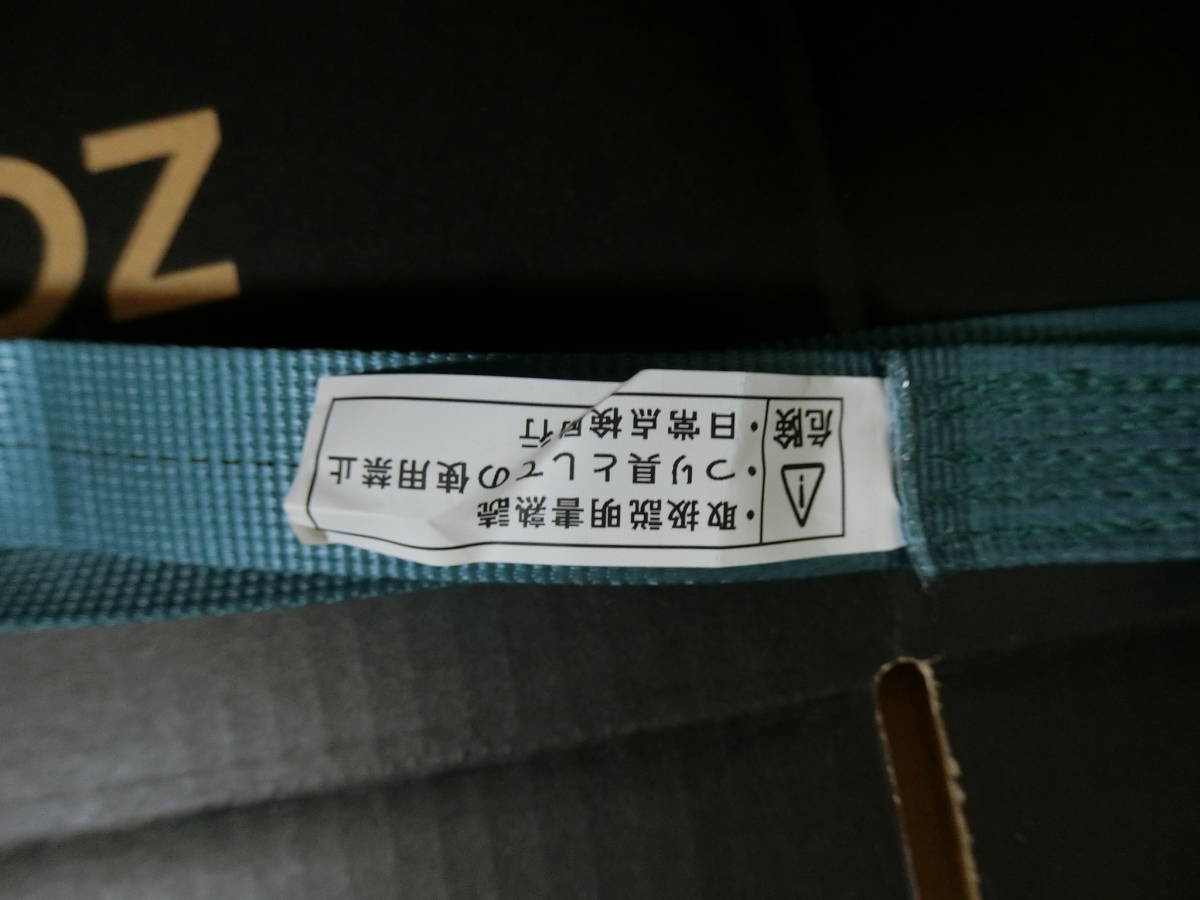 OZ
危険
・取扱説明書熟読
・つり具としての使用禁止
・日常点検励行